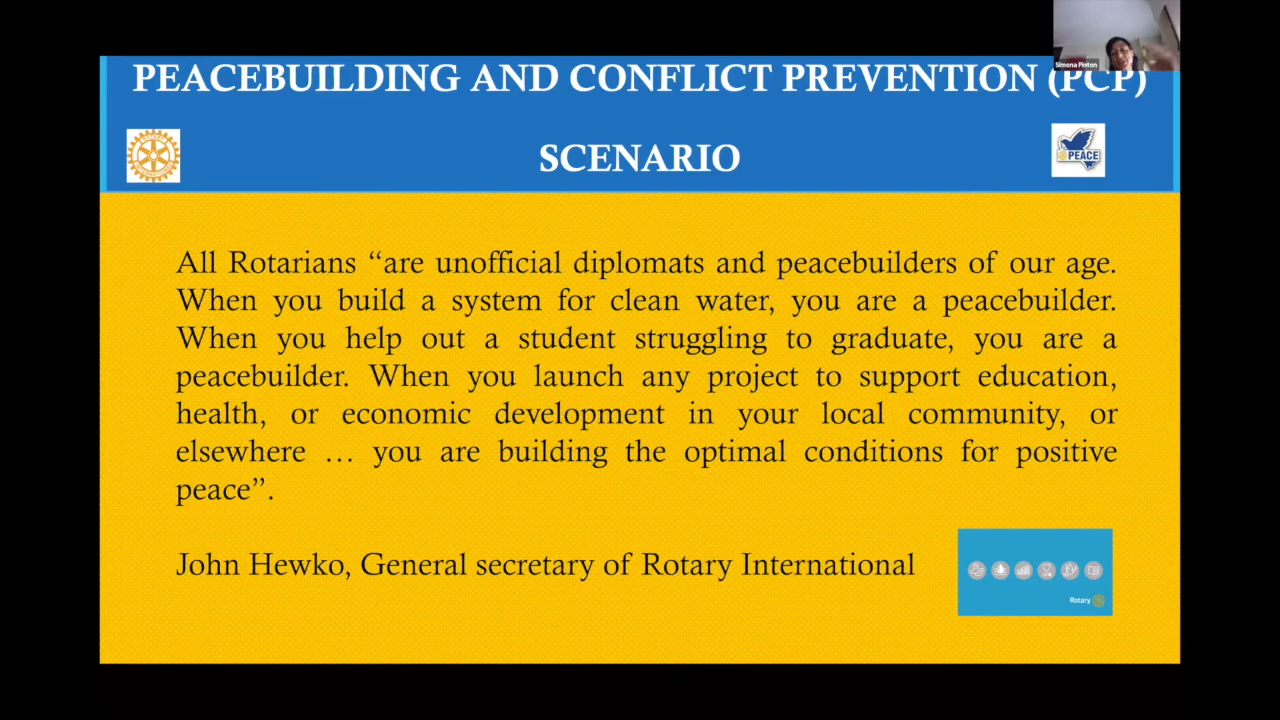 Simona Pinton
PEACEBUILDING AND CONFLICT PREVENTION (PCP)
SCENARIO
PEACE
All Rotarians “are unofficial diplomats and peacebuilders of our age.
When you build a system for clean water, you are a peacebuilder.
When you help out a student struggling to graduate, you are a
peacebuilder. When you launch any project to support education,
health, or economic development in your local community, or
elsewhere … you are building the optimal conditions for positive
peace”.
John Hewko, General secretary of Rotary International
Rotary